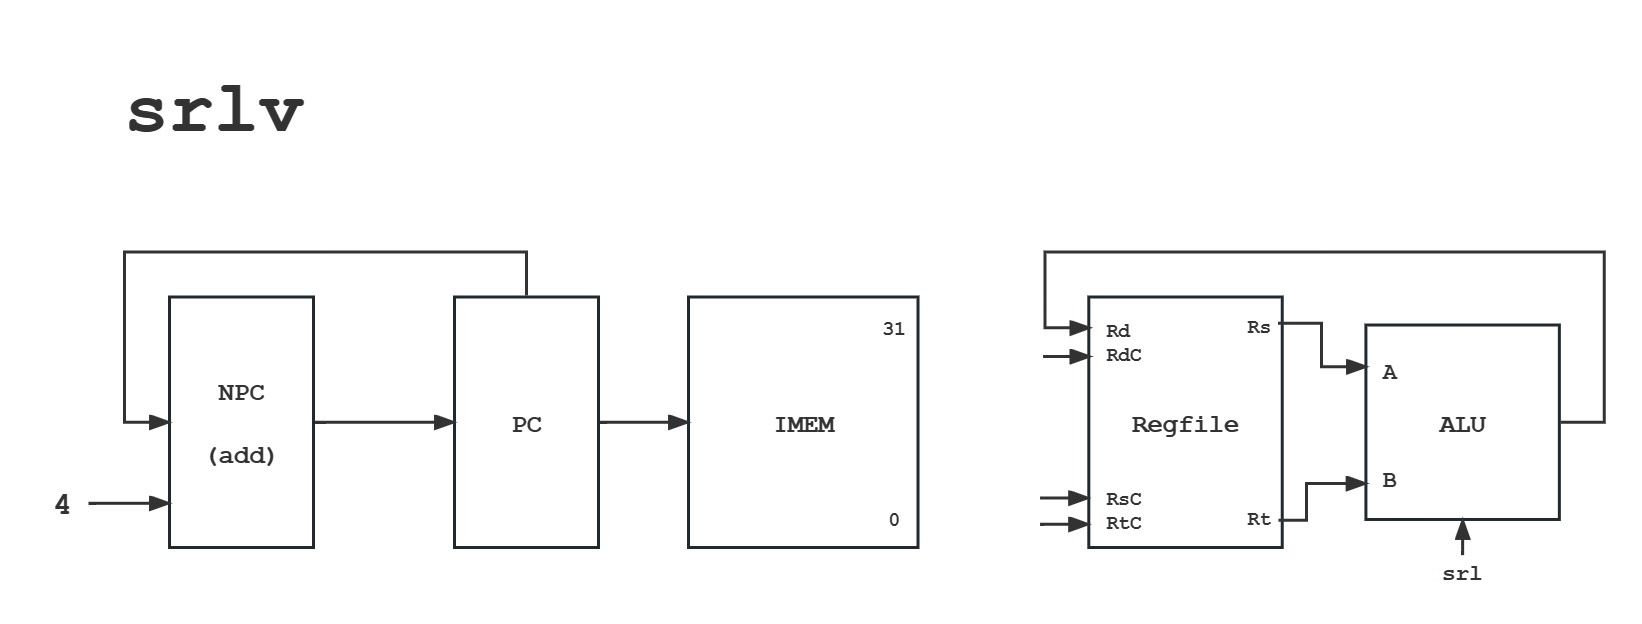 srlv
NPC
(add)
4
PC
IMEM
31
0
Rd
RdC
Rs
Regfile
RsC
RtC
Rt
A
ALU
B
srl